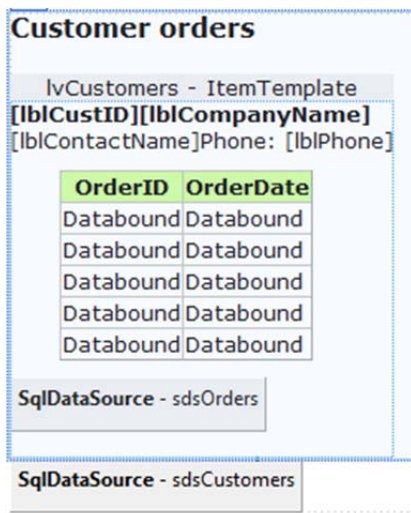 Customer orders
lvCustomers - ItemTemplate
[lblCustID][lblCompanyName]
[lblContactName]Phone: [lblPhone]
OrderID OrderDate
Databound Databound
Databound Databound
Databound Databound
Databound Databound
Databound Databound
SqlDataSource - sdsOrders
SqlDataSource - sdsCustomers